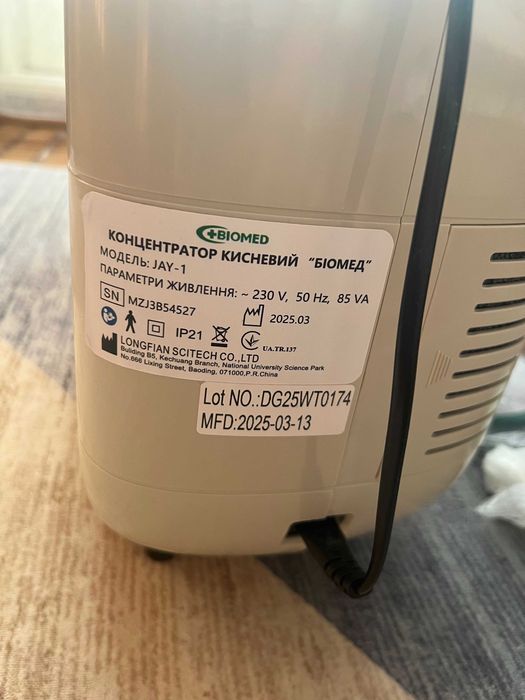 BIOMED
КОНЦЕНТРАТОР КИСНЕВИЙ "БІОМЕД"
МОДЕЛЬ: JAY-1
ПАРАМЕТРИ ЖИВЛЕННЯ: ~ 230 V, 50 Hz, 85 VA
SN MZJ3B54527 2025.03
IP21 UA.TR.137
LONGFIAN SCITECH CO.,LTD
Buliding B5, Kechuang Branch, National University Science Park
No.666 Lixing Street, Baoding, 071000,P.R.China
Lot NO.:DG25WT0174
MFD:2025-03-13